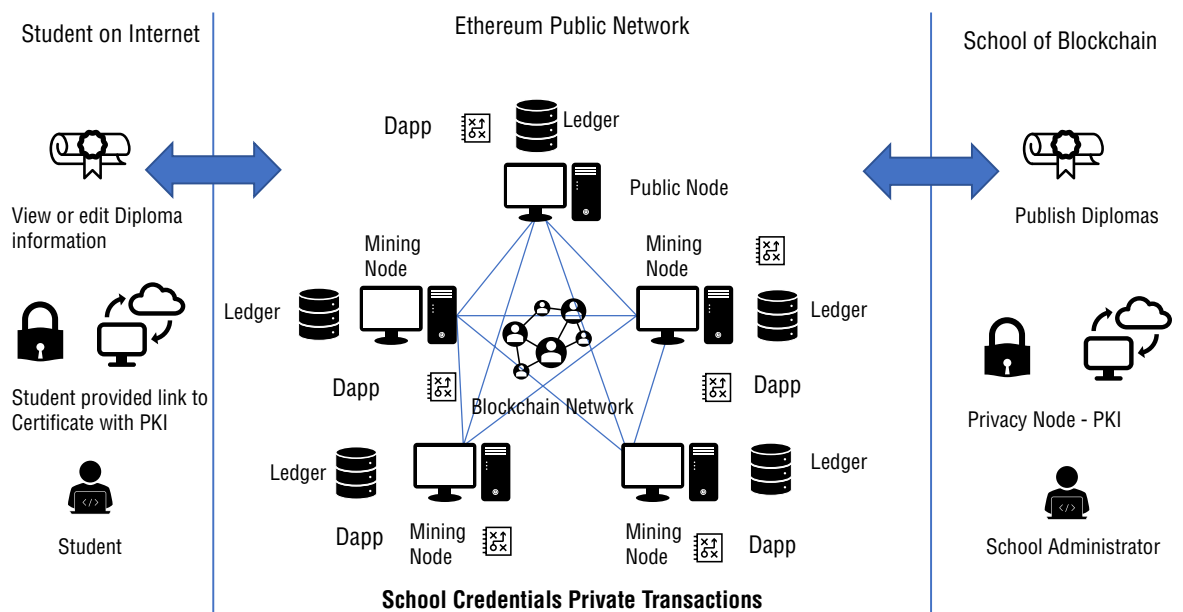 Student on Internet
Ethereum Public Network
School of Blockchain
Dapp
Ledger
Public Node
View or edit Diploma
information
Publish Diplomas
Mining
Node
Mining
Node
Ledger
Ledger
Dapp
Dapp
Blockchain Network
Student provided link to
Certificate with PKI
Privacy Node - PKI
Ledger
Ledger
</>
</>
Student
Dapp
Mining
Node
Mining
Node
Dapp
School Administrator
School Credentials Private Transactions